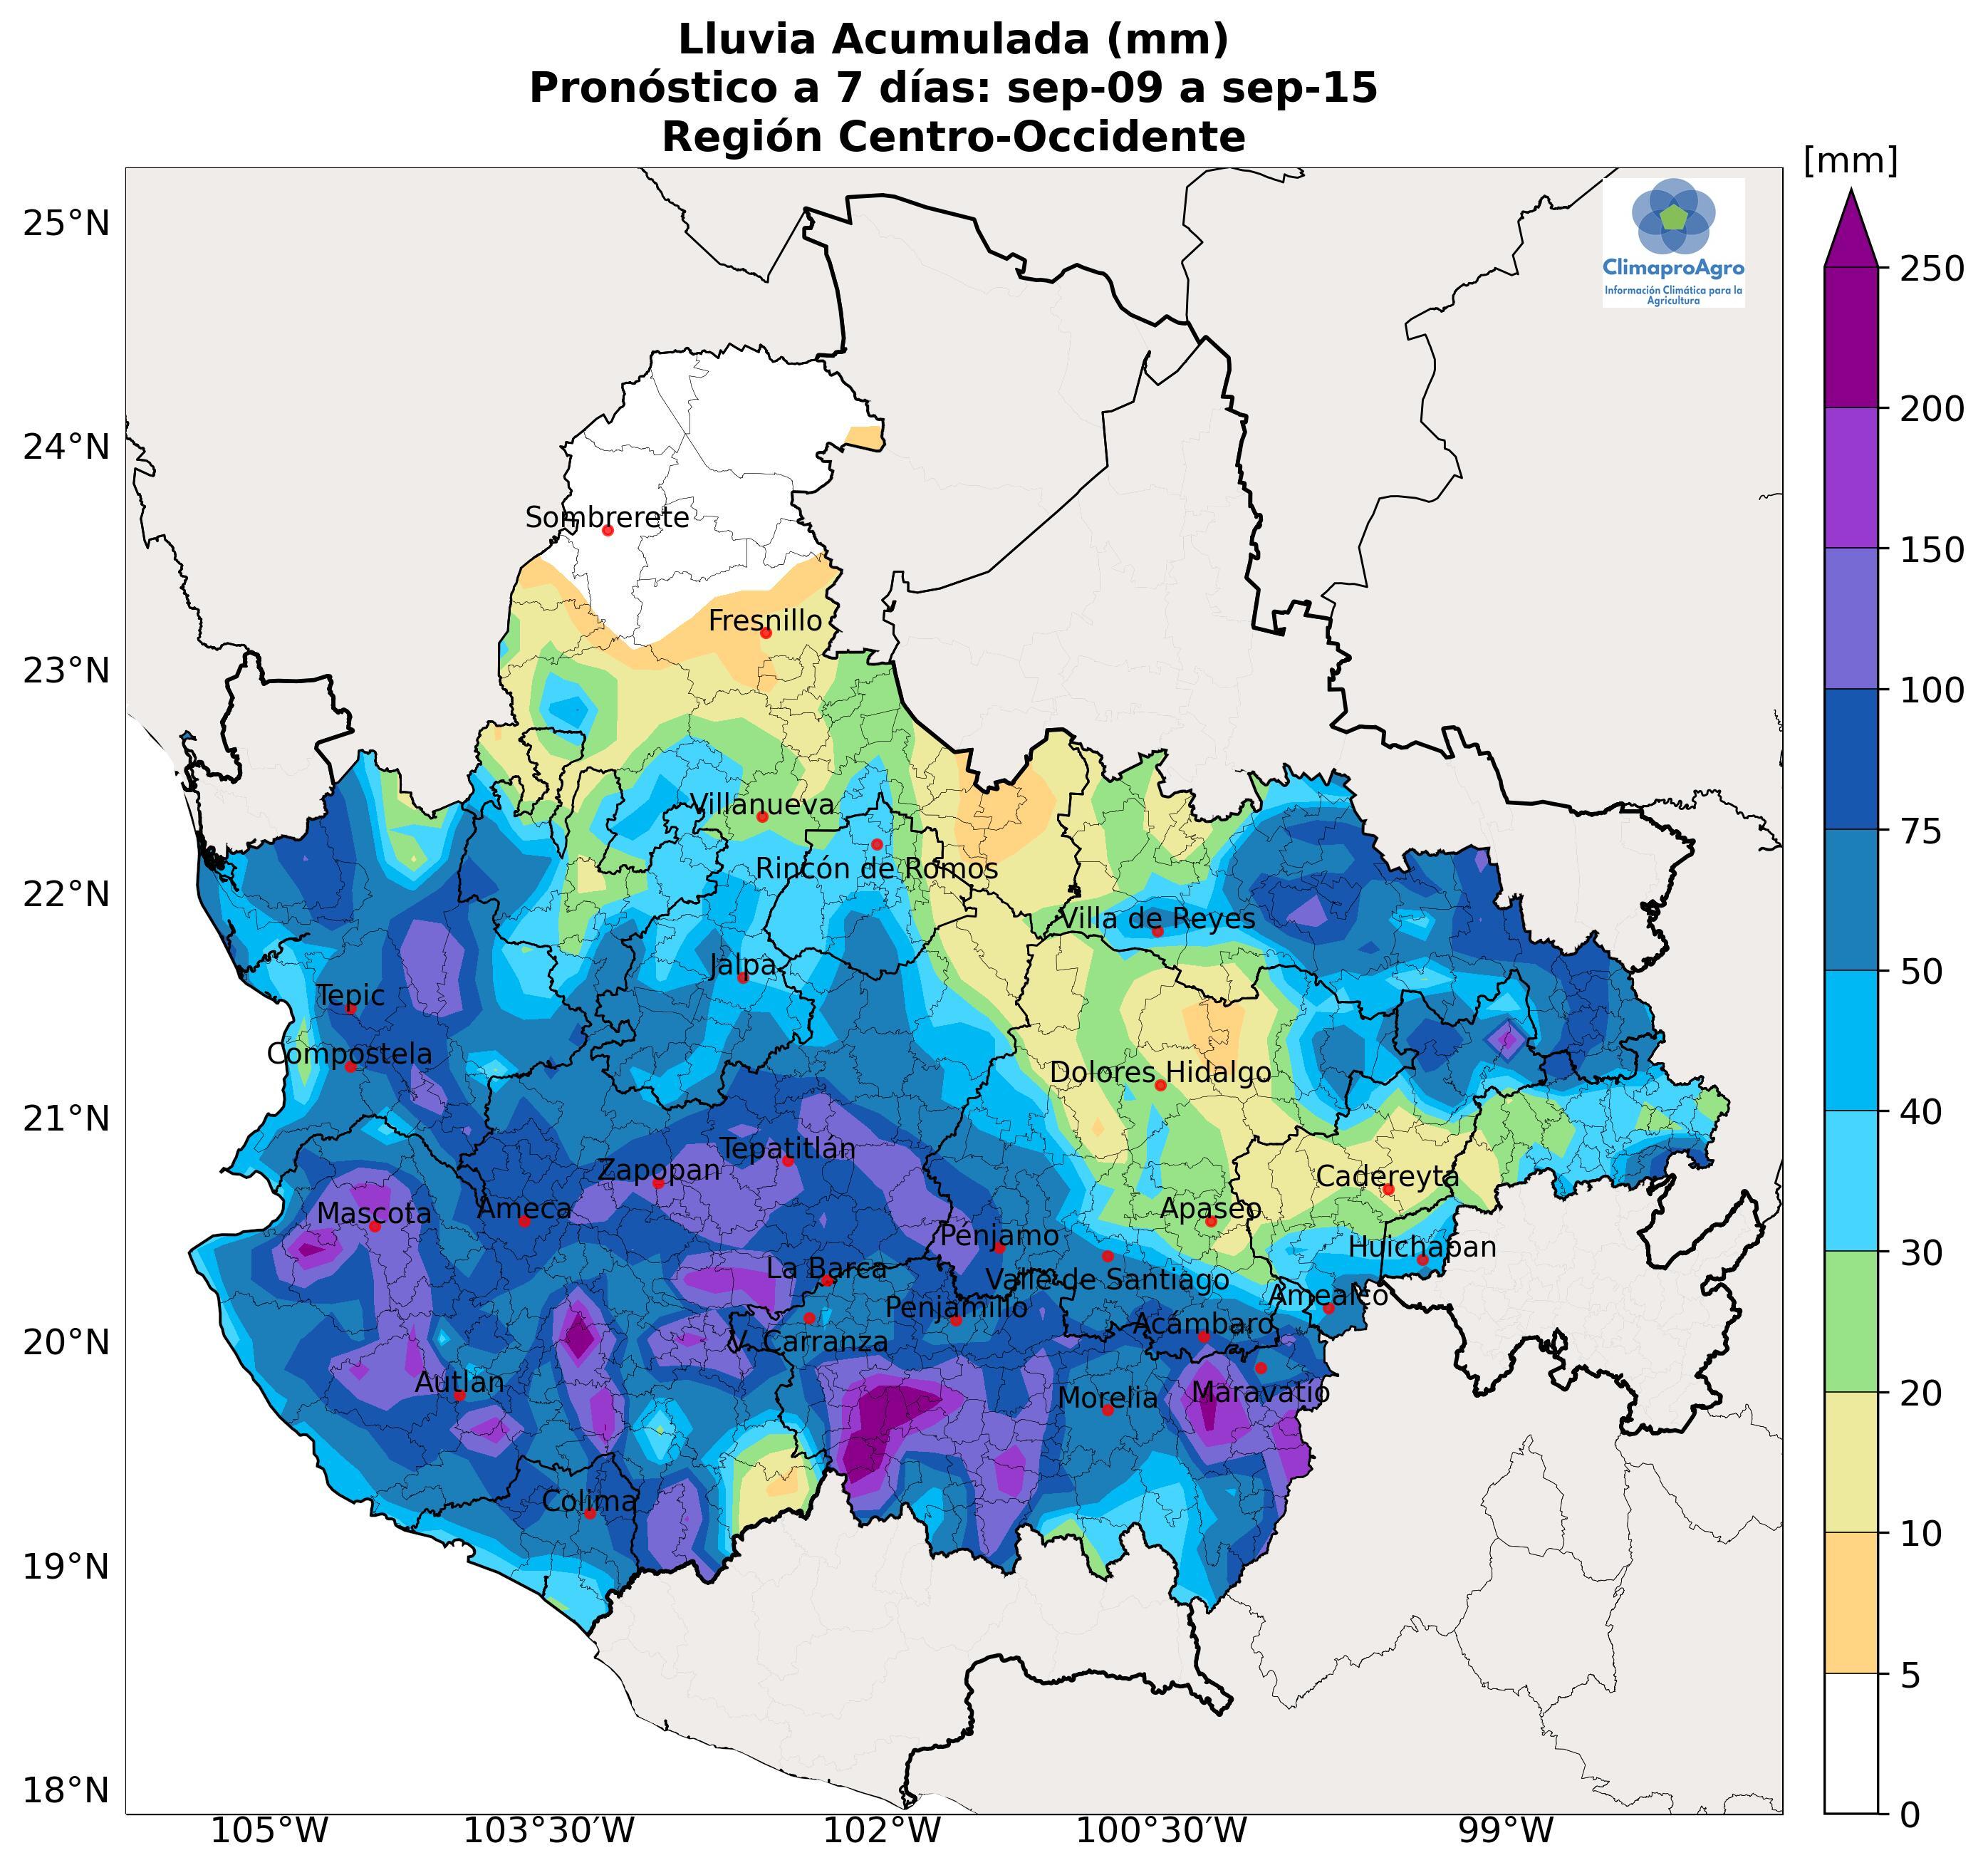 Lluvia Acumulada (mm)
Pronóstico a 7 días: sep-09 a sep-15
Región Centro-Occidente
[mm]
25°N
24°N
23°N
22°N
21°N
20°N
19°N
18°N
105°W
103°30'W
102°W
100°30'W
99°W
250
200
150
100
75
50
40
30
20
10
5
0
ClimaproAgro
Información Climática para la
Agricultura
Sombrerete
Fresnillo
Villanueva
Rincón de Romos
Villa de Reyes
Jalpa
Tepic
Compostela
Dolores Hidalgo
Tepatitlán
Zapopan
Cadereyta
Ameca
Mascota
Apaseo
Pénjamo
Huichapan
La Barca
Valle de Santiago
Amealco
Penjamillo
Acámbaro
V. Carranza
Autlan
Morelia
Maravatío
Colima